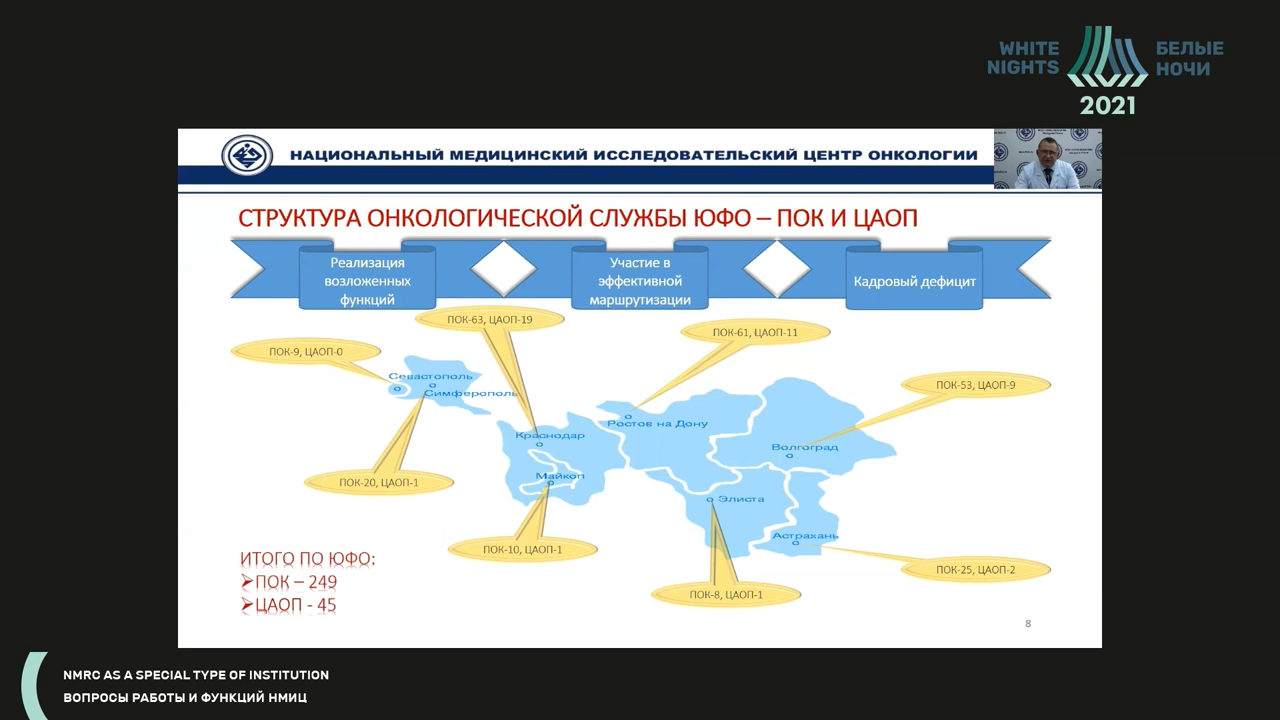 WHITE NIGHTS
БЕЛЫЕ НОЧИ
2021
НАЦИОНАЛЬНЫЙ МЕДИЦИНСКИЙ ИССЛЕДОВАТЕЛЬСКИЙ ЦЕНТР ОНКОЛОГИИ
СТРУКТУРА ОНКОЛОГИЧЕСКОЙ СЛУЖБЫ ЮФО – ПОК И ЦАОП
Реализация
возложенных
функций
Участие в
эффективной
маршрутизации
Кадровый дефицит
ПОК-63, ЦАОП-19
ПОК-61, ЦАОП-11
ПОК-9, ЦАОП-0
ПОК-53, ЦАОП-9
Севастополь
Симферополь
Ростов на Дону
Краснодар
Волгоград
Майкоп
ПОК-20, ЦАОП-1
Элиста
Астрахань
ПОК-10, ЦАОП-1
ПОК-25, ЦАОП-2
ПОК-8, ЦАОП-1
ИТОГО ПО ЮФО:
➢ПОК – 249
➢ЦАОП - 45
8
NMRC AS A SPECIAL TYPE OF INSTITUTION
ВОПРОСЫ РАБОТЫ И ФУНКЦИЙ НМИЦ